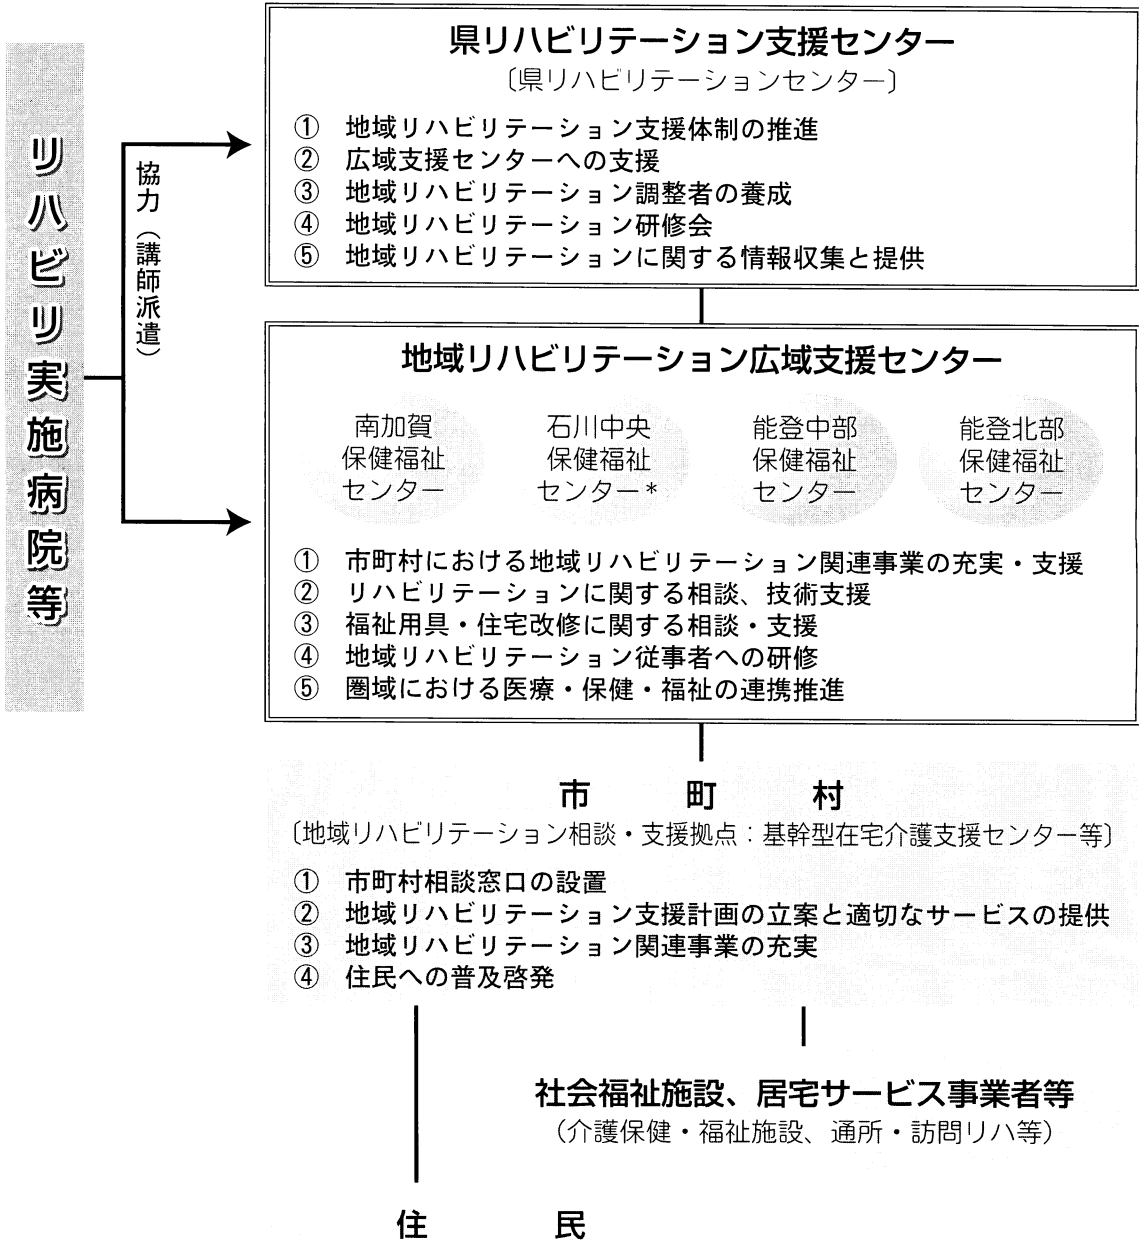 リハビリ実施病院等
協力（講師派遣）
県リハビリテーション支援センター
〔県リハビリテーションセンター〕
① 地域リハビリテーション支援体制の推進
② 広域支援センターへの支援
③ 地域リハビリテーション調整者の養成
④ 地域リハビリテーション研修会
⑤ 地域リハビリテーションに関する情報収集と提供
地域リハビリテーション広域支援センター
南加賀
保健福祉
センター
石川中央
保健福祉
センター＊
能登中部
保健福祉
センター
能登北部
保健福祉
センター
① 市町村における地域リハビリテーション関連事業の充実・支援
② リハビリテーションに関する相談、技術支援
③ 福祉用具・住宅改修に関する相談・支援
④ 地域リハビリテーション従事者への研修
⑤ 圏域における医療・保健・福祉の連携推進
市町村
〔地域リハビリテーション相談・支援拠点：基幹型在宅介護支援センター等〕
① 市町村相談窓口の設置
② 地域リハビリテーション支援計画の立案と適切なサービスの提供
③ 地域リハビリテーション関連事業の充実
④ 住民への普及啓発
社会福祉施設、居宅サービス事業者等
（介護保健・福祉施設、通所・訪問リハ等）
住民